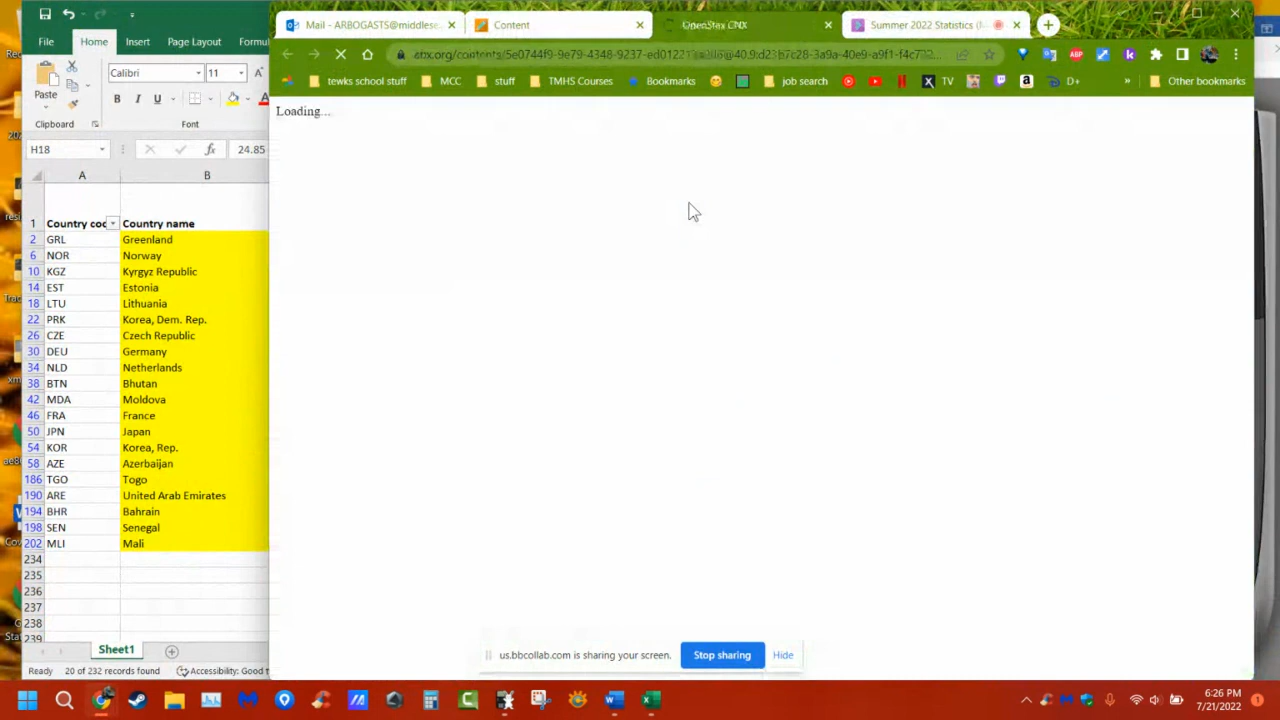 Mail - ARBOGASTS@middlese... Content OpenStax CNX Summer 2022 Statistics (M
File Home Insert Page Layout Formu
cnx.org/contents/
tewks school stuff MCC stuff TMHS Courses Bookmarks job search TV D+ » Other bookmarks
Calibri 11
Paste
B I U
Clipboard Font
Loading...
H18 fx 24.85
A B
1 Country cod Country name
2 GRL Greenland
6 NOR Norway
10 KGZ Kyrgyz Republic
14 EST Estonia
18 LTU Lithuania
22 PRK Korea, Dem. Rep.
26 CZE Czech Republic
30 DEU Germany
34 NLD Netherlands
38 BTN Bhutan
42 MDA Moldova
46 FRA France
50 JPN Japan
54 KOR Korea, Rep.
58 AZE Azerbaijan
186 TGO Togo
190 ARE United Arab Emirates
194 BHR Bahrain
198 SEN Senegal
202 MLI Mali
234
235
236
237
238
239
Sheet1
us.bbcollab.com is sharing your screen. Stop sharing Hide
Ready 20 of 232 records found Accessibility: Good t
6:26 PM
7/21/2022